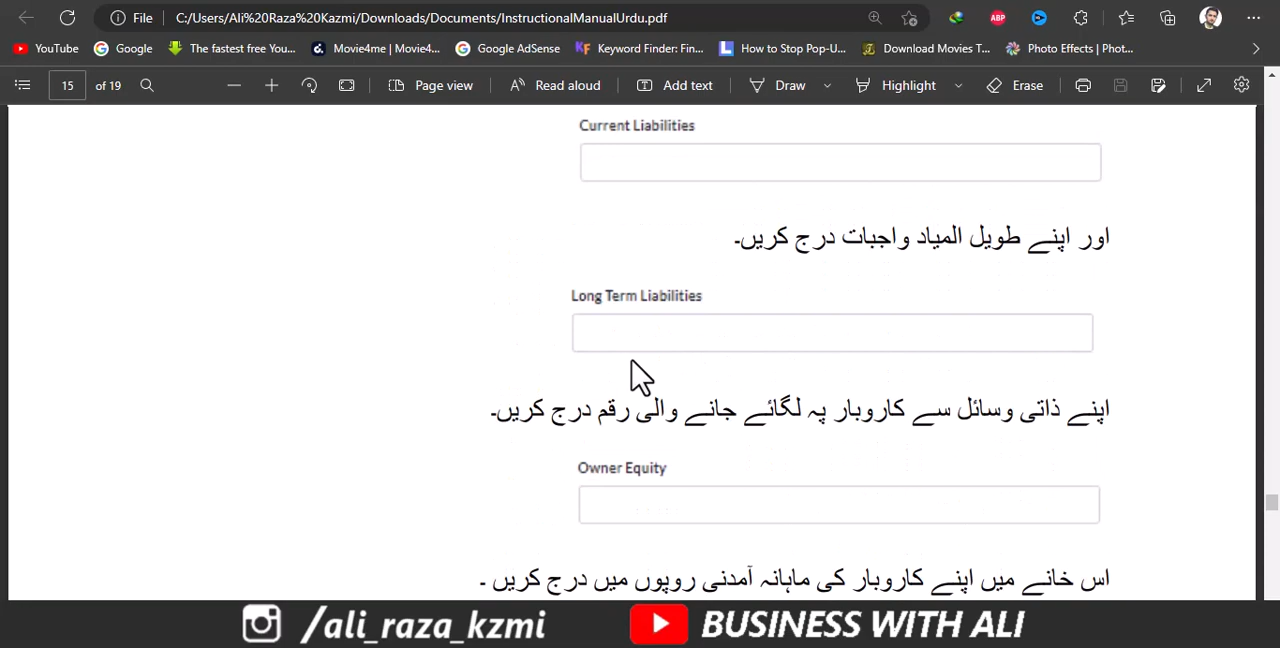 File C:/Users/Ali%20Raza%20Kazmi/Downloads/Documents/InstructionalManualUrdu.pdf ABP
YouTube Google The fastest free You... Movie4me | Movie4... Google AdSense KF Keyword Finder: Fin... L How to Stop Pop-U... Download Movies T... Photo Effects | Phot...
15 of 19 Page view Read aloud Add text Draw Highlight Erase
Current Liabilities
اور اپنے طویل المیاد واجبات درج کریں۔
Long Term Liabilities
اپنے ذاتی وسائل سے کاروبار پہ لگائے جانے والی رقم درج کریں۔
Owner Equity
اس خانے میں اپنے کاروبار کی ماہانہ آمدنی روپوں میں درج کریں ۔
/ali_raza_kzmi BUSINESS WITH ALI